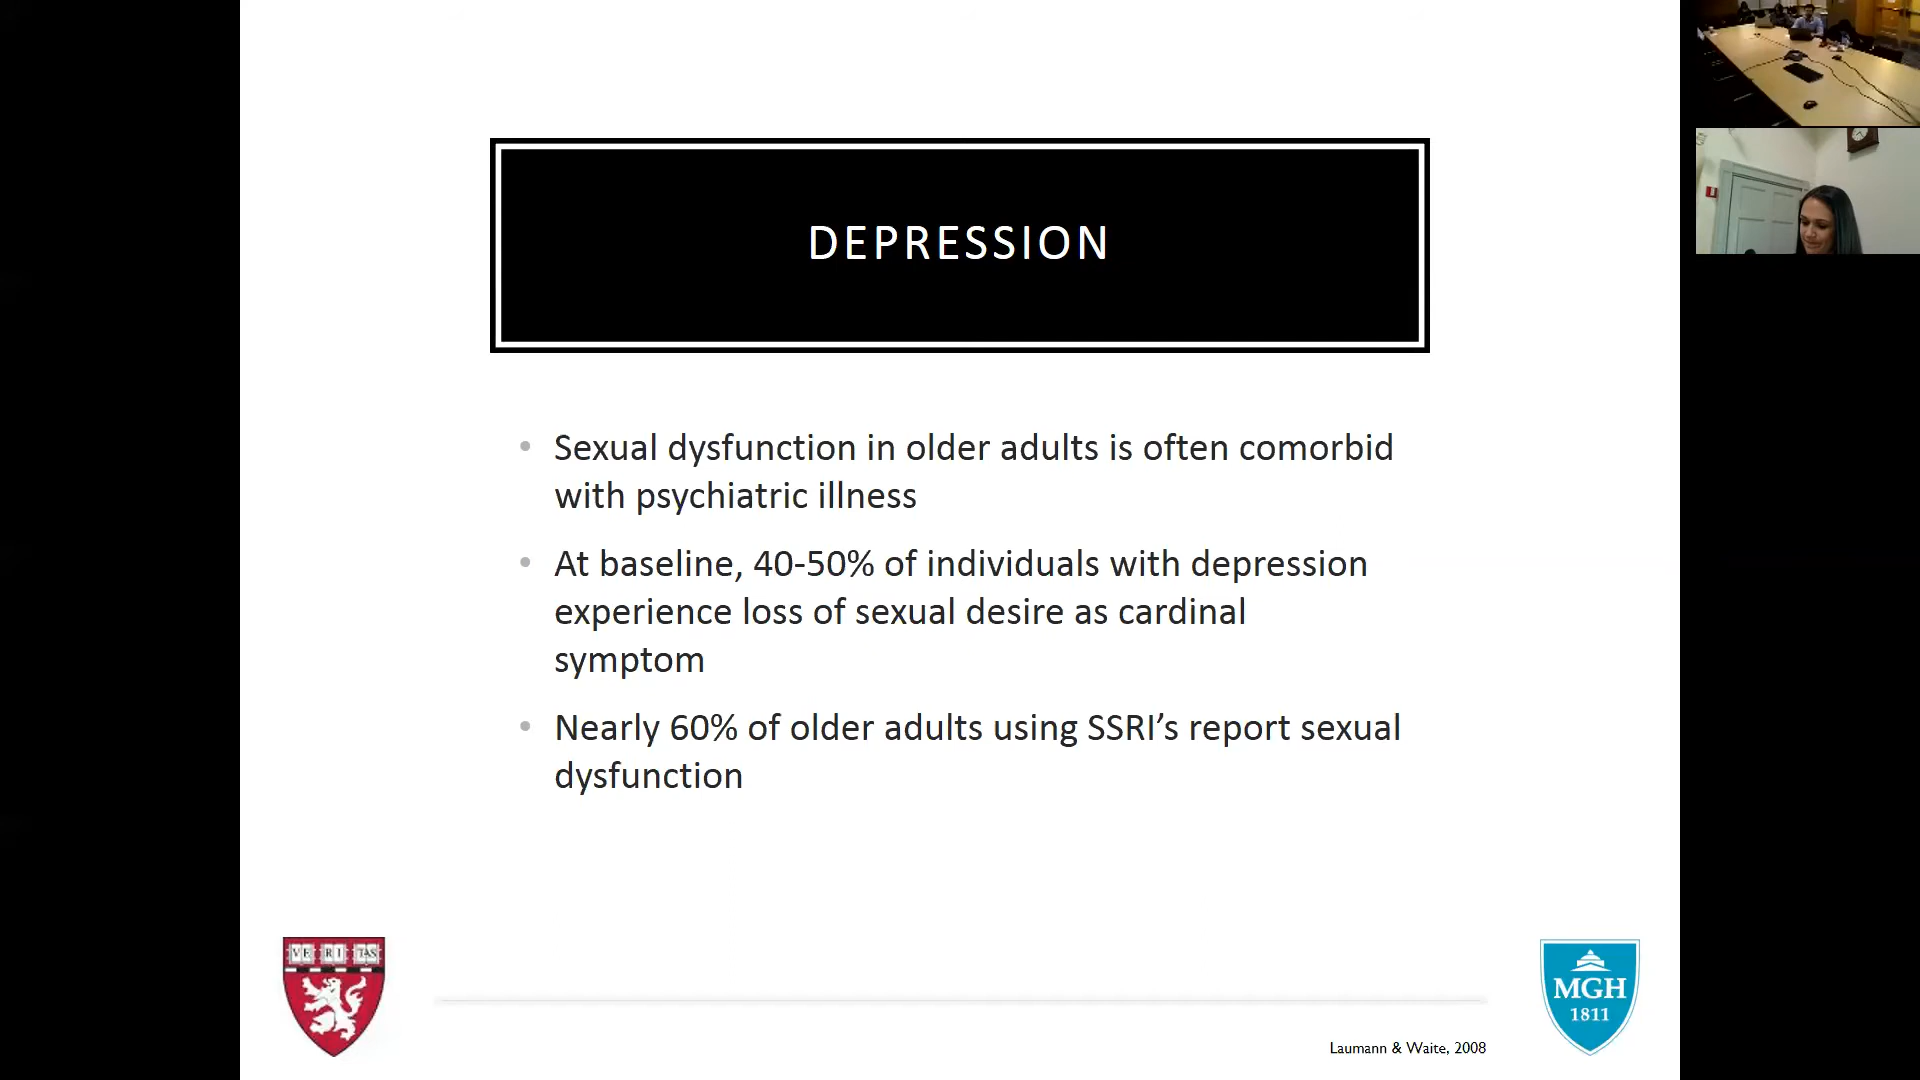 DEPRESSION
• Sexual dysfunction in older adults is often comorbid
with psychiatric illness
• At baseline, 40-50% of individuals with depression
experience loss of sexual desire as cardinal
symptom
• Nearly 60% of older adults using SSRI’s report sexual
dysfunction
VE RI TAS
MGH
1811
Laumann & Waite, 2008